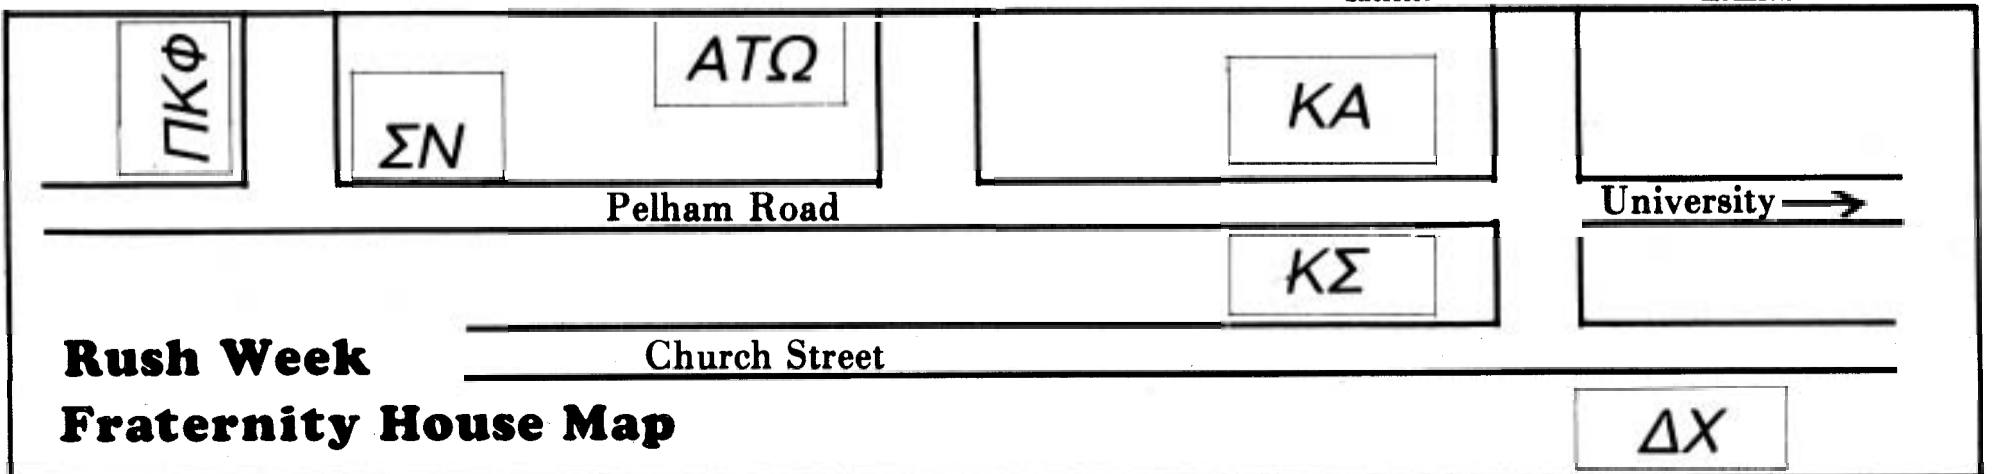 ΠΚΦ
ΣΝ
ΑΤΩ
ΚΑ
Pelham Road
University
ΚΣ
Church Street
Rush Week
Fraternity House Map
ΔΧ